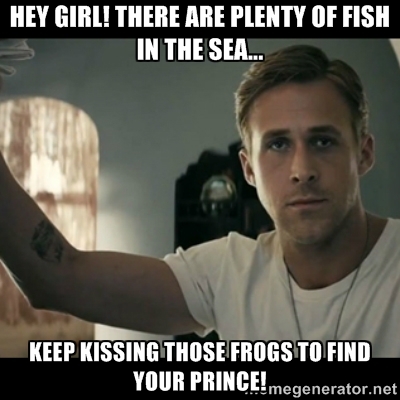 HEY GIRL! THERE ARE PLENTY OF FISH
IN THE SEA...
KEEP KISSING THOSE FROGS TO FIND
YOUR PRINCE!
memegenerator.net